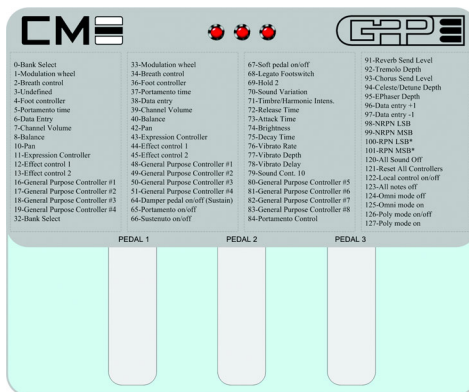 CME
GPP
0-Bank Select
1-Modulation wheel
2-Breath control
3-Undefined
4-Foot controller
5-Portamento time
6-Data Entry
7-Channel Volume
8-Balance
10-Pan
11-Expression Controller
12-Effect control 1
13-Effect control 2
16-General Purpose Controller #1
17-General Purpose Controller #2
18-General Purpose Controller #3
19-General Purpose Controller #4
32-Bank Select
33-Modulation wheel
34-Breath control
36-Foot controller
37-Portamento time
38-Data entry
39-Channel Volume
40-Balance
42-Pan
43-Expression Controller
44-Effect control 1
45-Effect control 2
48-General Purpose Controller #1
49-General Purpose Controller #2
50-General Purpose Controller #3
51-General Purpose Controller #4
64-Damper pedal on/off (Sustain)
65-Portamento on/off
66-Sustenuto on/off
67-Soft pedal on/off
68-Legato Footswitch
69-Hold 2
70-Sound Variation
71-Timbre/Harmonic Intens.
72-Release Time
73-Attack Time
74-Brightness
75-Decay Time
76-Vibrato Rate
77-Vibrato Depth
78-Vibrato Delay
79-Sound Cont. 10
80-General Purpose Controller #5
81-General Purpose Controller #6
82-General Purpose Controller #7
83-General Purpose Controller #8
84-Portamento Control
91-Reverb Send Level
92-Tremolo Depth
93-Chorus Send Level
94-Celeste/Detune Depth
95-EPhaser Depth
96-Data entry +1
97-Data entry -1
98-NRPN LSB
99-NRPN MSB
100-RPN LSB*
101-RPN MSB*
120-All Sound Off
121-Reset All Controllers
122-Local control on/off
123-All notes off
124-Omni mode off
125-Omni mode on
126-Poly mode on/off
127-Poly mode on
PEDAL 1
PEDAL 2
PEDAL 3